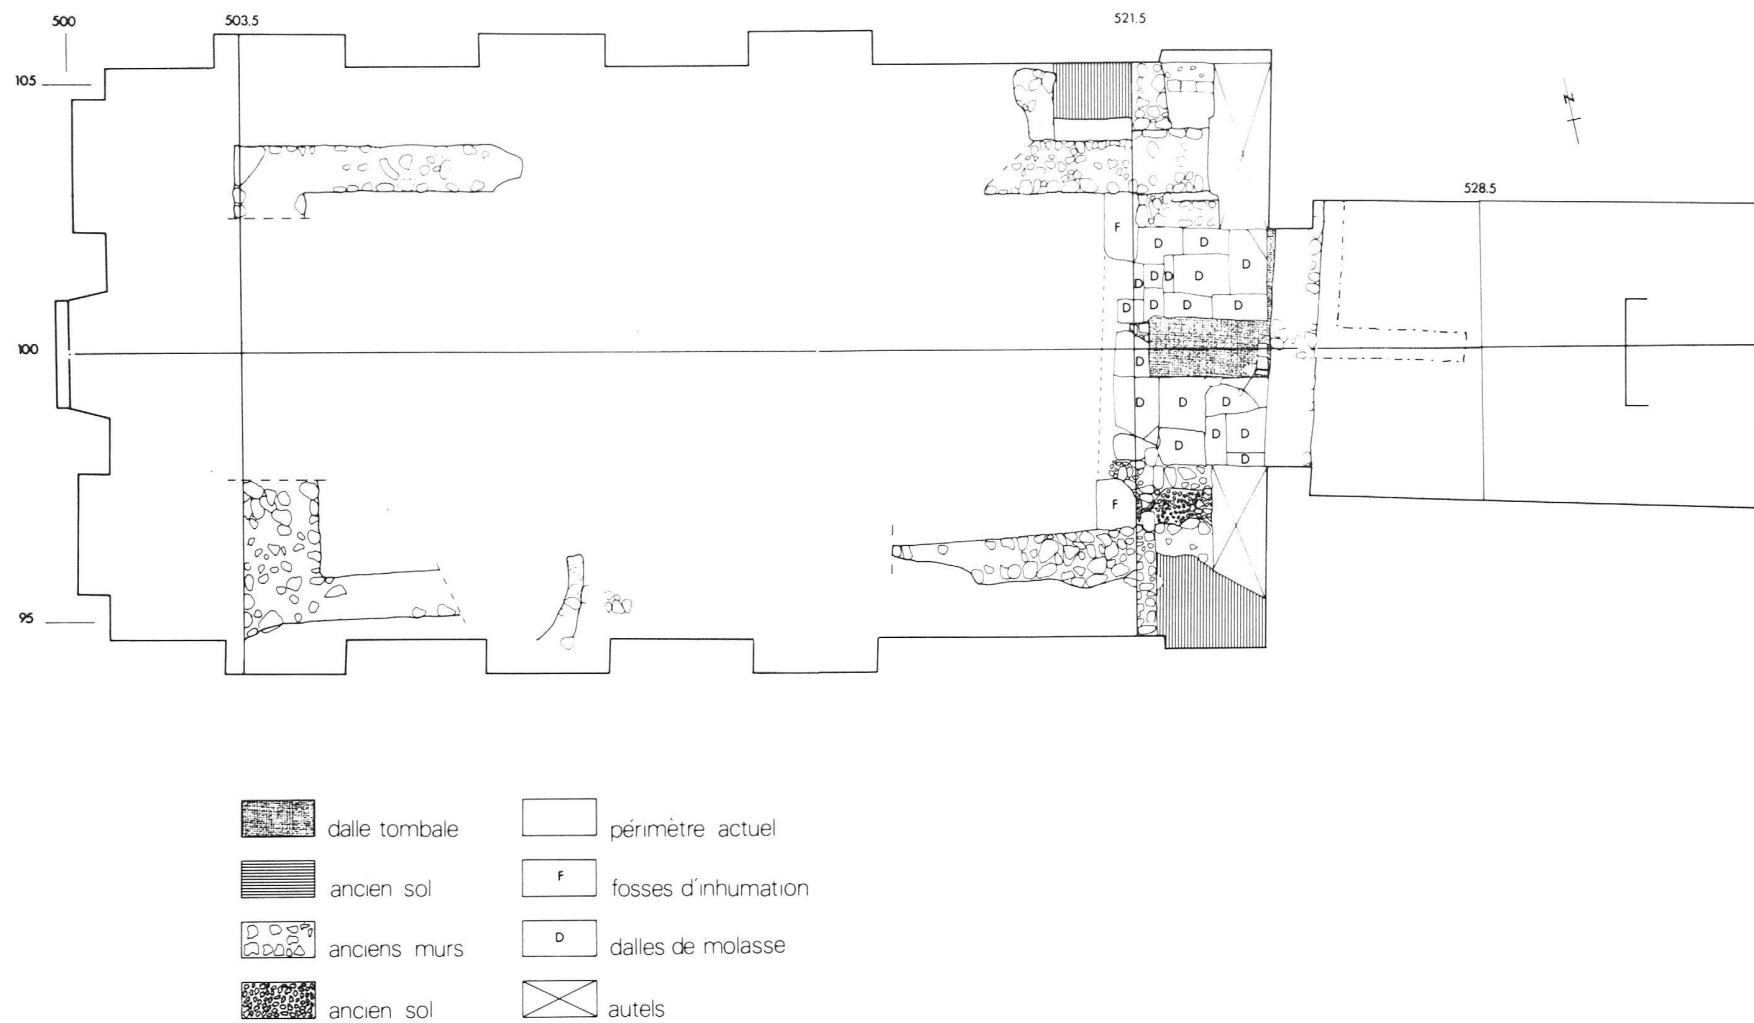 500
503.5
521.5
105
N
528.5
F
D D
D
D D D
D
D D D D
100
D
D D D
D D
D
D
F
95
dalle tombale
périmètre actuel
ancien sol
F
fosses d'inhumation
anciens murs
D
dalles de molasse
ancien sol
autels